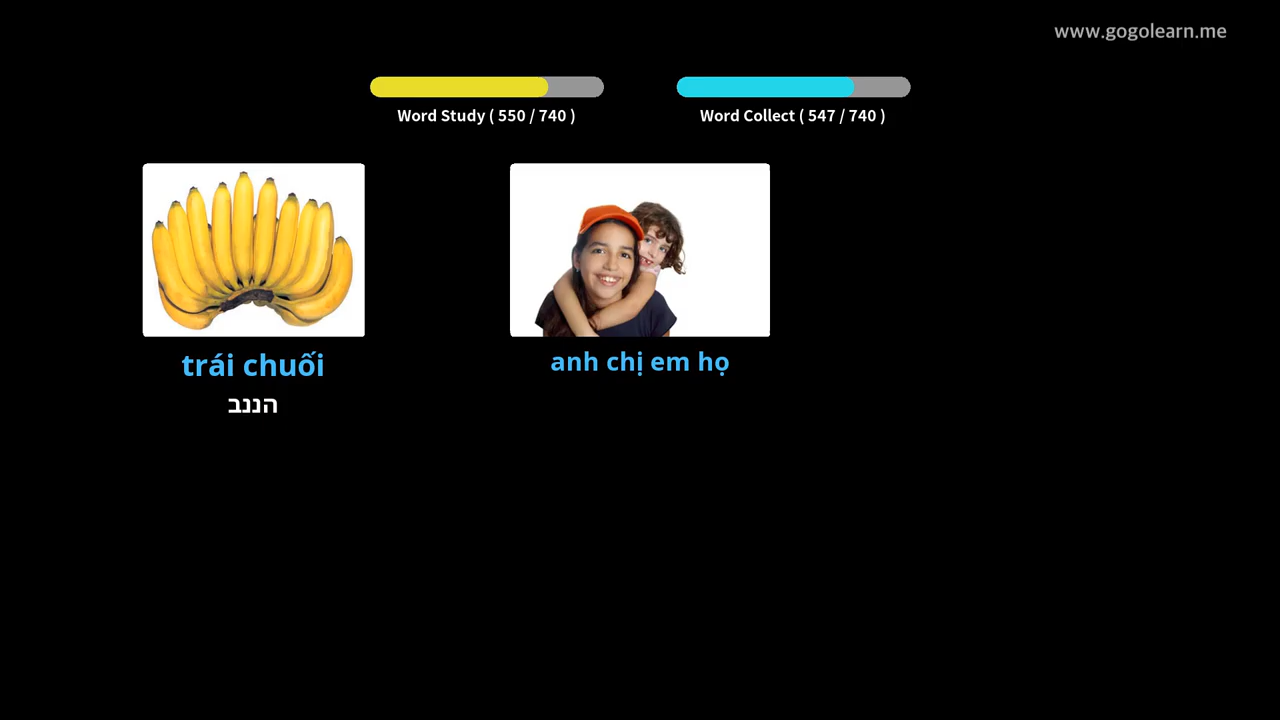 www.gogolearn.me
Word Study ( 550 / 740 )
Word Collect ( 547 / 740 )
trái chuối
הננב
anh chị em họ